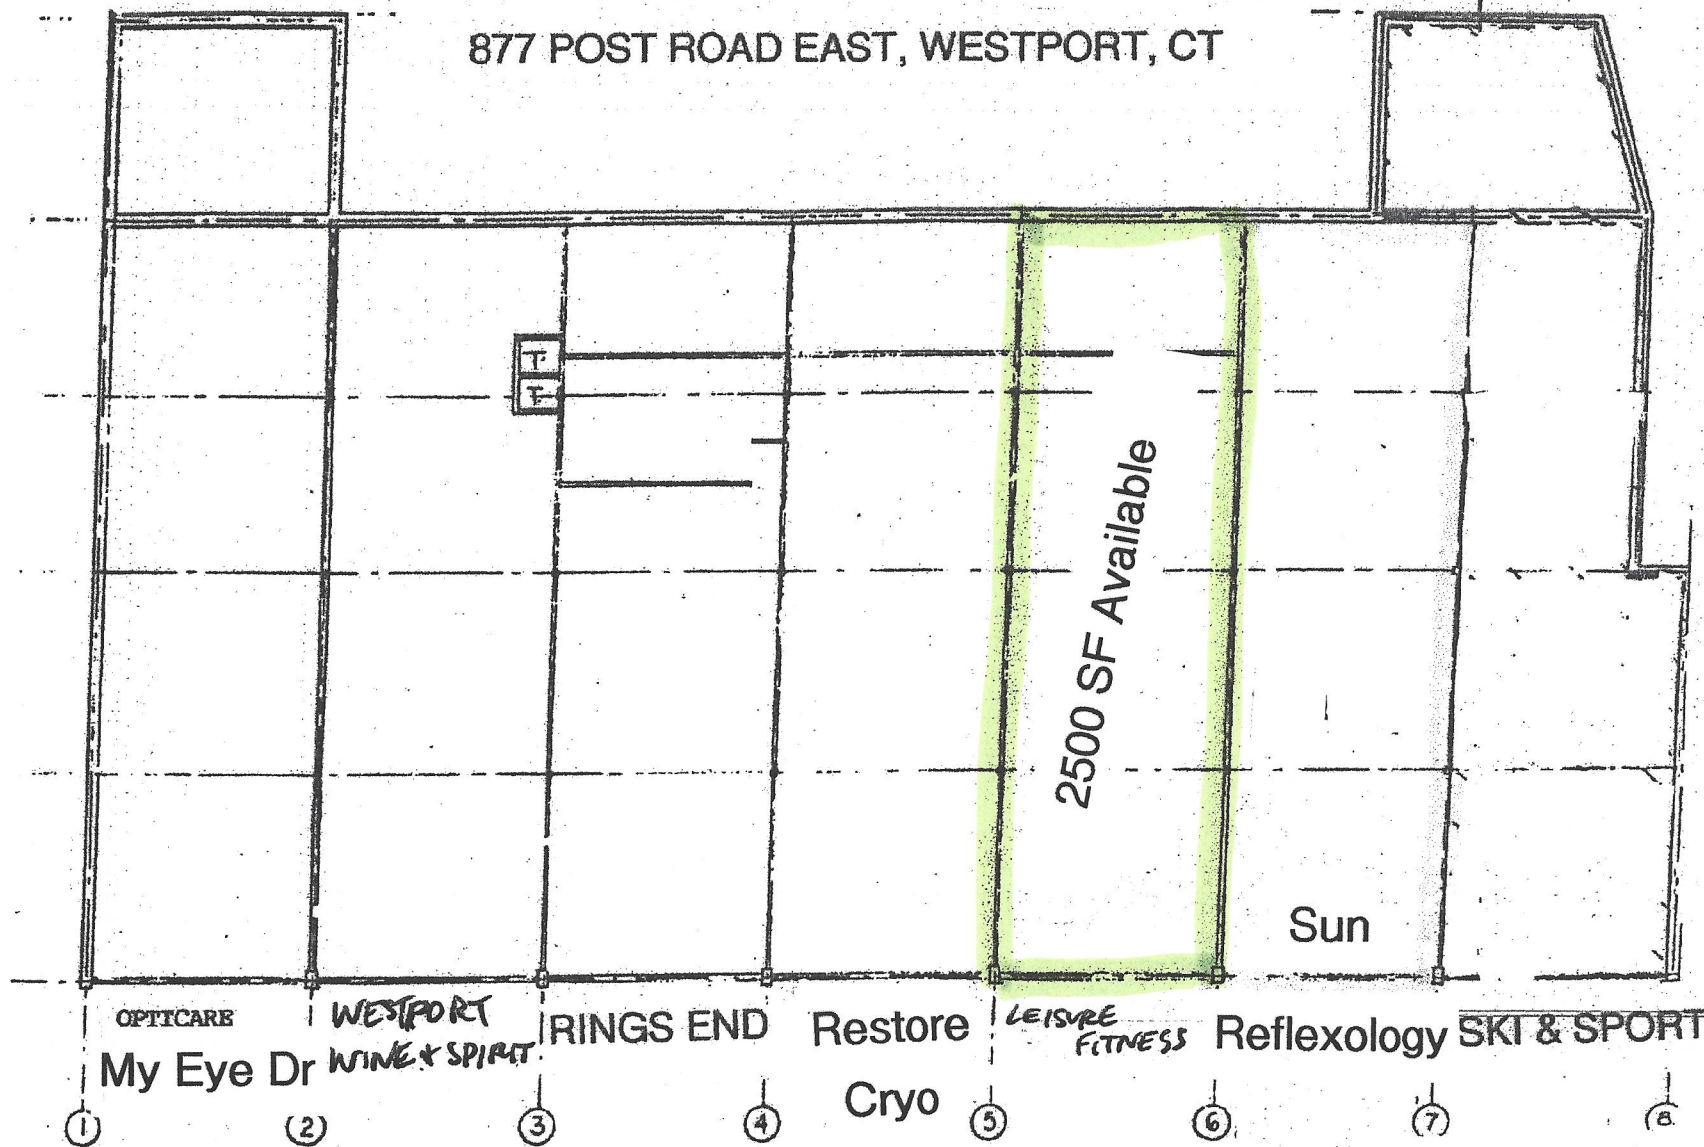 877 POST ROAD EAST, WESTPORT, CT
T
T
2500 SF Available
Sun
OPTICARE
My Eye Dr
WESTPORT
WINE & SPIRIT
RINGS END
Restore
Cryo
LEISURE
FITNESS
Reflexology
SKI & SPORT
1
2
3
4
5
6
7
8